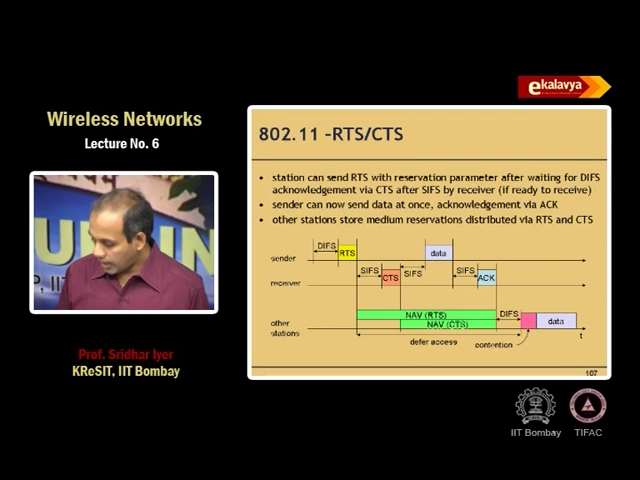 ekalavya
Wireless Networks
Lecture No. 6
802.11 -RTS/CTS
• station can send RTS with reservation parameter after waiting for DIFS
acknowledgement via CTS after SIFS by receiver (if ready to receive)
• sender can now send data at once, acknowledgement via ACK
• other stations store medium reservations distributed via RTS and CTS
DIFS
sender
RTS
data
SIFS
SIFS
SIFS
receiver
CTS
ACK
NAV (RTS)
DIFS
other
stations
NAV (CTS)
data
t
defer access
contention
Prof. Sridhar Iyer
KReSIT, IIT Bombay
107
IIT Bombay
TIFAC